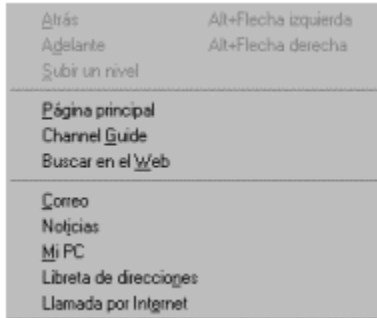 Atrás Alt+Flecha izquierda
Adelante Alt+Flecha derecha
Subir un nivel
Página principal
Channel Guide
Buscar en el Web
Correo
Noticias
Mi PC
Libreta de direcciones
Llamada por Internet